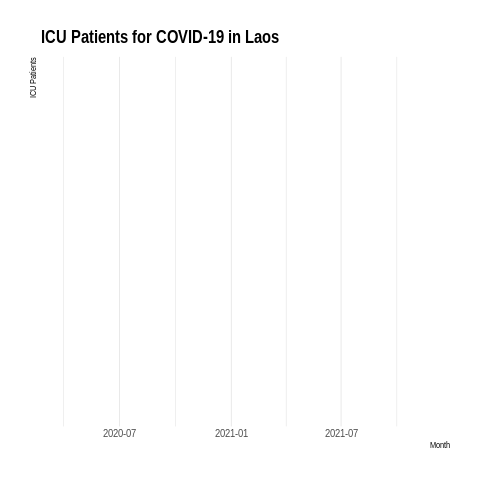 ICU Patients for COVID-19 in Laos
ICU Patients
2020-07
2021-01
2021-07
Month